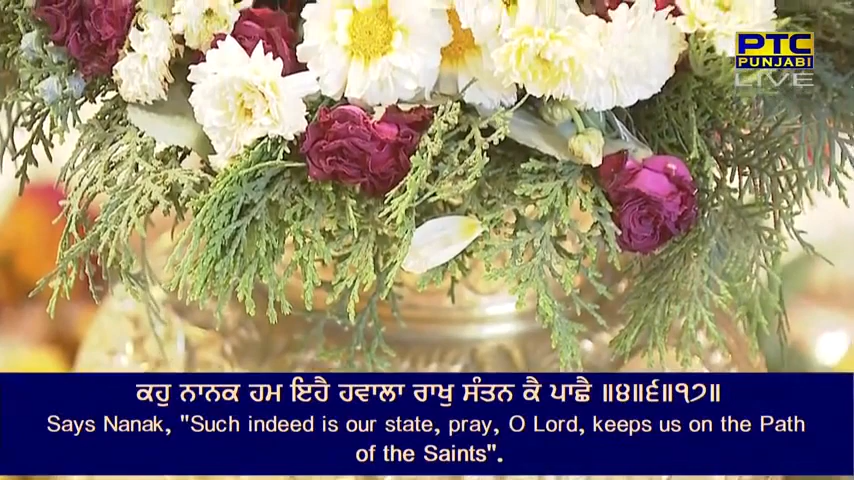 PTC
PUNJABI
LIVE
ਕਹੁ ਨਾਨਕ ਹਮ ਇਹੈ ਹਵਾਲਾ ਰਾਖੁ ਸੰਤਨ ਕੈ ਪਾਛੈ ॥੪॥੬॥੧੭॥
Says Nanak, "Such indeed is our state, pray, O Lord, keeps us on the Path
of the Saints".